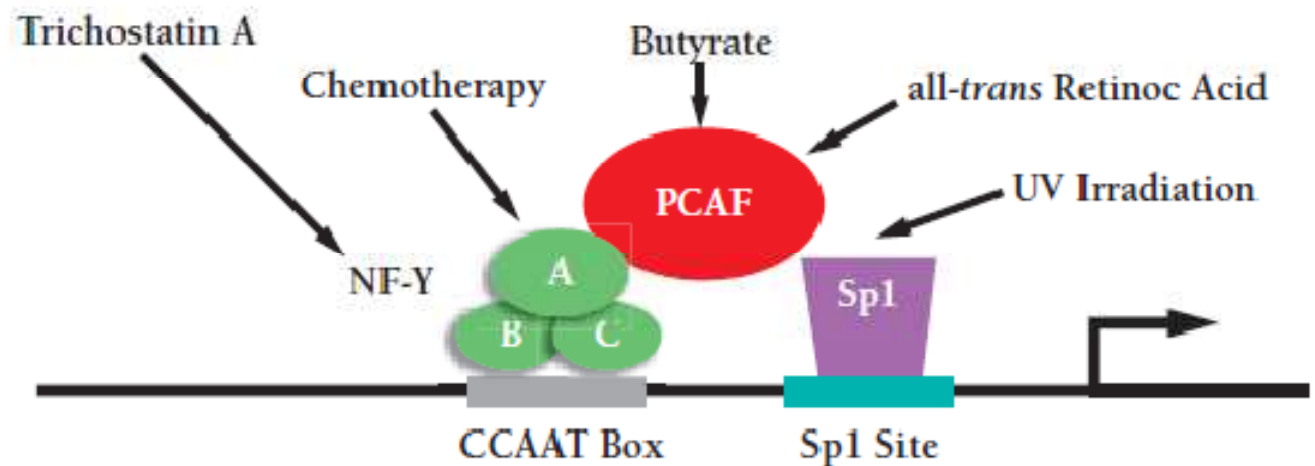 Trichostatin A
Butyrate
Chemotherapy
all-trans Retinoc Acid
PCAF
UV Irradiation
A
NF-Y
Sp1
B
C
CCAAT Box
Sp1 Site